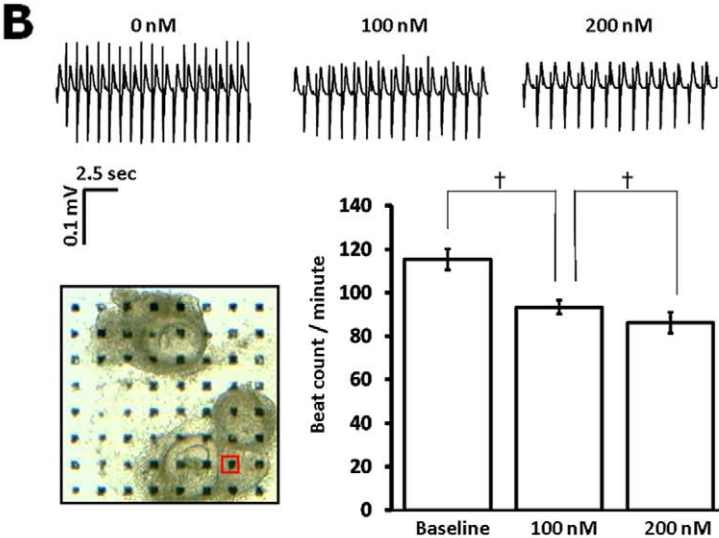 B
0 nM
100 nM
200 nM
2.5 sec
0.1 mV
†
†
Beat count / minute
140
120
100
80
60
40
20
0
Baseline
100 nM
200 nM